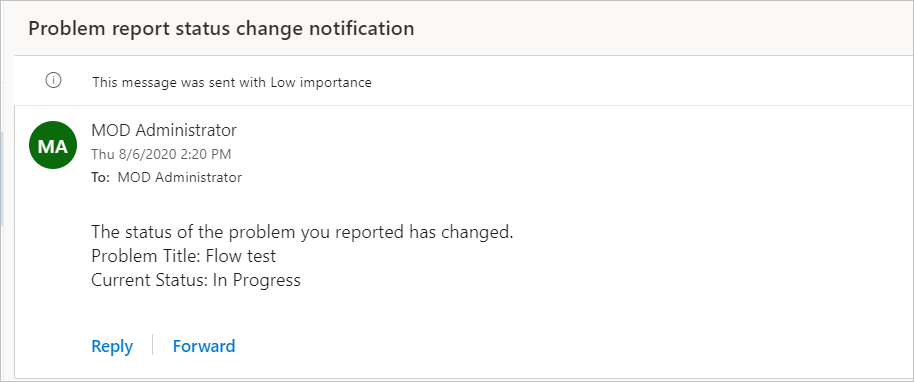 Problem report status change notification
This message was sent with Low importance
MA
MOD Administrator
Thu 8/6/2020 2:20 PM
To: MOD Administrator
The status of the problem you reported has changed.
Problem Title: Flow test
Current Status: In Progress
Reply Forward